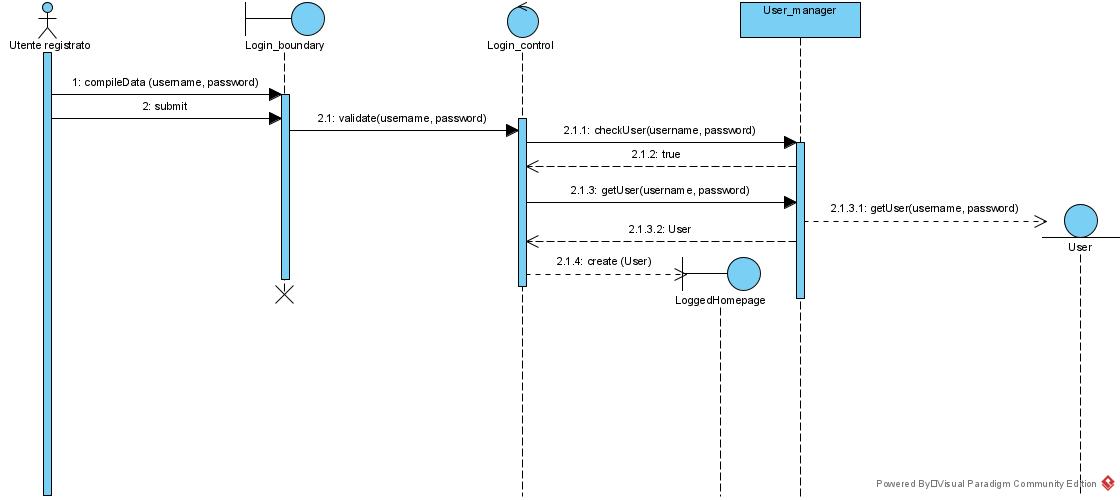 Utente registrato
Login_boundary
Login_control
User_manager
1: compileData (username, password)
2: submit
2.1: validate(username, password)
2.1.1: checkUser(username, password)
2.1.2: true
2.1.3: getUser(username, password)
2.1.3.1: getUser(username, password)
2.1.3.2: User
User
2.1.4: create (User)
LoggedHomepage
Powered By Visual Paradigm Community Edition